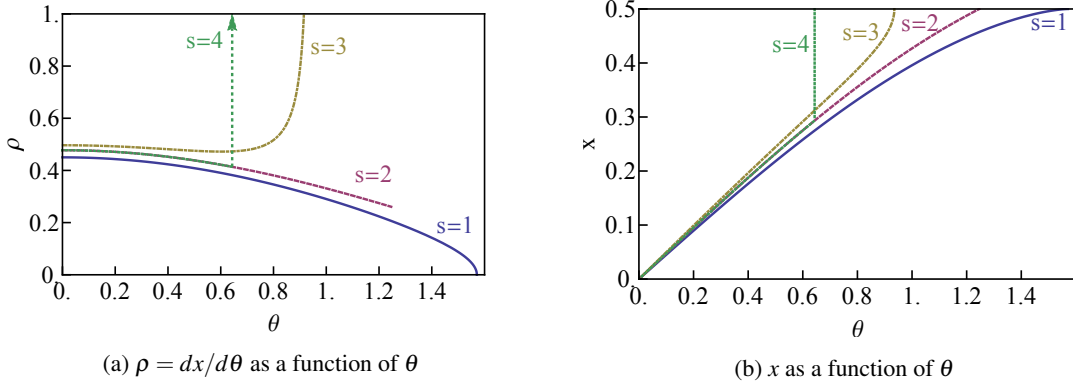 1.
0.8
0.6
0.4
0.2
0.
ρ
s=4
s=3
s=2
s=1
0. 0.2 0.4 0.6 0.8 1. 1.2 1.4
θ
(a) ρ = dx/dθ as a function of θ
0.5
0.4
0.3
0.2
0.1
0.
x
s=4
s=3
s=2
s=1
0. 0.2 0.4 0.6 0.8 1. 1.2 1.4
θ
(b) x as a function of θ